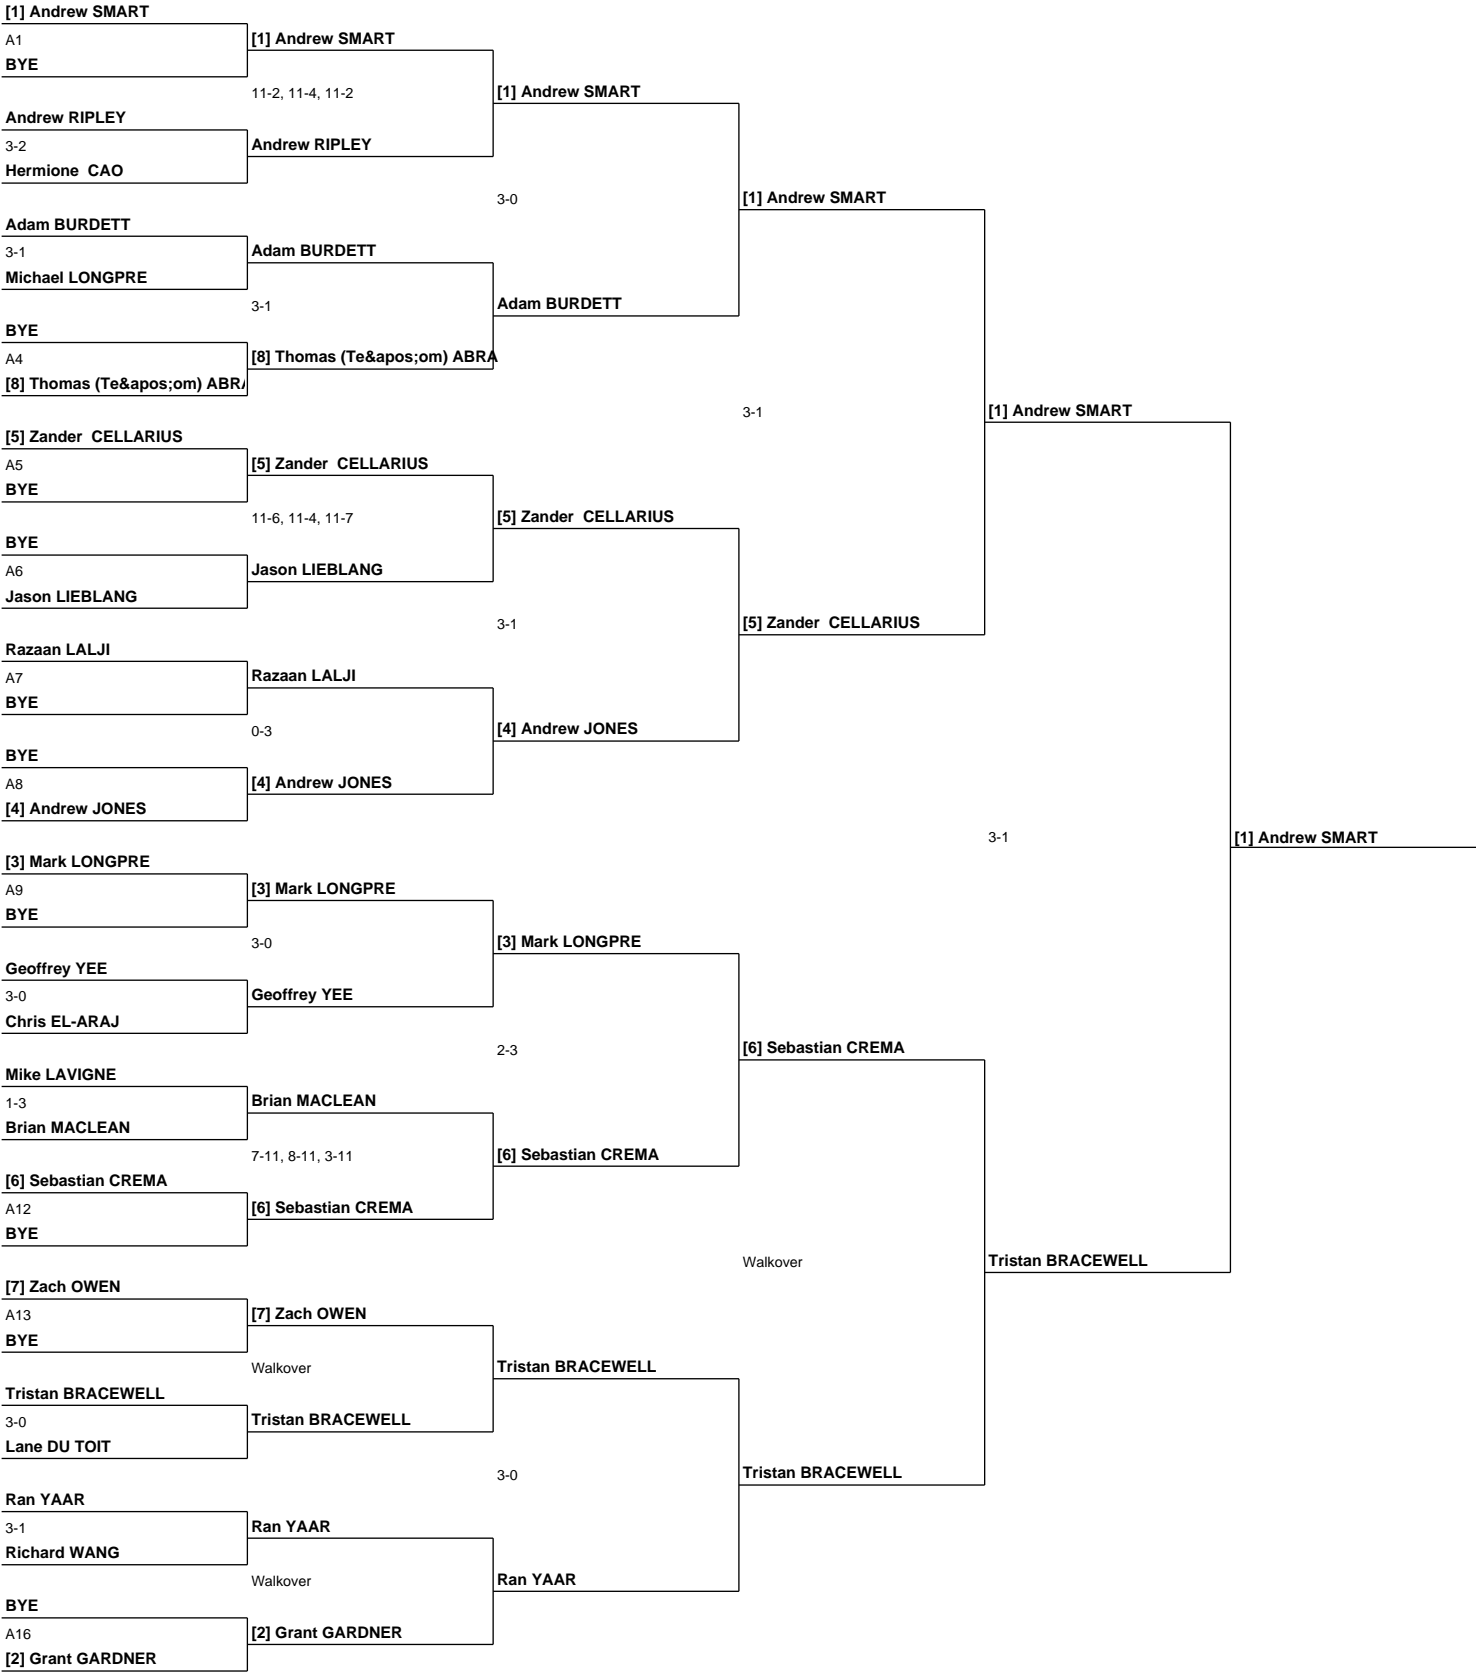 [1] Andrew SMART
A1
BYE
Andrew RIPLEY
3-2
Hermione  CAO
Adam BURDETT
3-1
Michael LONGPRE
BYE
A4
[8] Thomas (Te&apos;om) ABRA
[5] Zander  CELLARIUS
A5
BYE
BYE
A6
Jason LIEBLANG
Razaan LALJI
A7
BYE
BYE
A8
[4] Andrew JONES
[3] Mark LONGPRE
A9
BYE
Geoffrey YEE
3-0
Chris EL-ARAJ
Mike LAVIGNE
1-3
Brian MACLEAN
[6] Sebastian CREMA
A12
BYE
[7] Zach OWEN
A13
BYE
Tristan BRACEWELL
3-0
Lane DU TOIT
Ran YAAR
3-1
Richard WANG
BYE
A16
[2] Grant GARDNER
[1] Andrew SMART
11-2, 11-4, 11-2
Andrew RIPLEY
Adam BURDETT
3-1
[8] Thomas (Te&apos;om) ABRA
[5] Zander  CELLARIUS
11-6, 11-4, 11-7
Jason LIEBLANG
Razaan LALJI
0-3
[4] Andrew JONES
[3] Mark LONGPRE
3-0
Geoffrey YEE
Brian MACLEAN
7-11, 8-11, 3-11
[6] Sebastian CREMA
[7] Zach OWEN
Walkover
Tristan BRACEWELL
Ran YAAR
Walkover
[2] Grant GARDNER
[1] Andrew SMART
3-0
Adam BURDETT
[5] Zander  CELLARIUS
3-1
[4] Andrew JONES
[3] Mark LONGPRE
2-3
[6] Sebastian CREMA
Tristan BRACEWELL
3-0
Ran YAAR
[1] Andrew SMART
3-1
[5] Zander  CELLARIUS
[6] Sebastian CREMA
Walkover
Tristan BRACEWELL
[1] Andrew SMART
3-1
Tristan BRACEWELL
[1] Andrew SMART